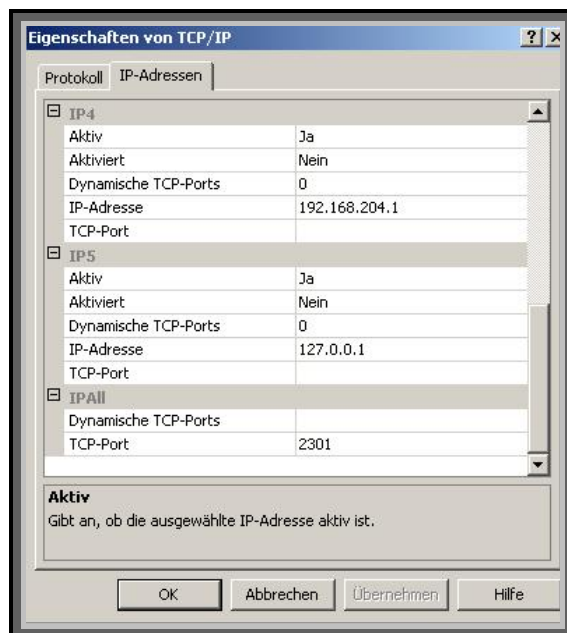 Eigenschaften von TCP/IP
Protokoll IP-Adressen
IP4
Aktiv Ja
Aktiviert Nein
Dynamische TCP-Ports 0
IP-Adresse 192.168.204.1
TCP-Port
IP5
Aktiv Ja
Aktiviert Nein
Dynamische TCP-Ports 0
IP-Adresse 127.0.0.1
TCP-Port
IPAll
Dynamische TCP-Ports
TCP-Port 2301
Aktiv
Gibt an, ob die ausgewählte IP-Adresse aktiv ist.
OK Abbrechen Übernehmen Hilfe